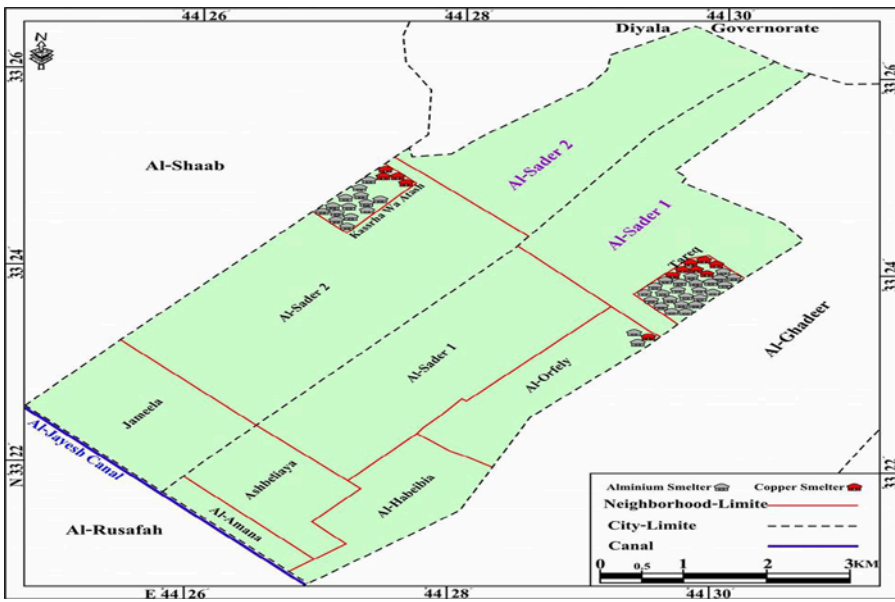 44 26′ 44 28′ 44 30′
Diyala Governorate
N
33 26′ 33 26′
Al-Shaab
Al-Sader 2
Kassrha Wa Atash
Al-Sader 1
33 24′ 33 24′
Tareq
Al-Sader 2
Al-Ghadeer
Al-Sader 1
Al-Orfely
Jameela
Al-Jayesh Canal
N 33 22′ 33 22′
Ashbeliaya
Al-Habeibia
Al-Amana
Al-Rusafah
Alminium Smelter Copper Smelter
Neighborhood-Limite
City-Limite
Canal
0 0.5 1 2 3KM
E 44 26′ 44 28′ 44 30′